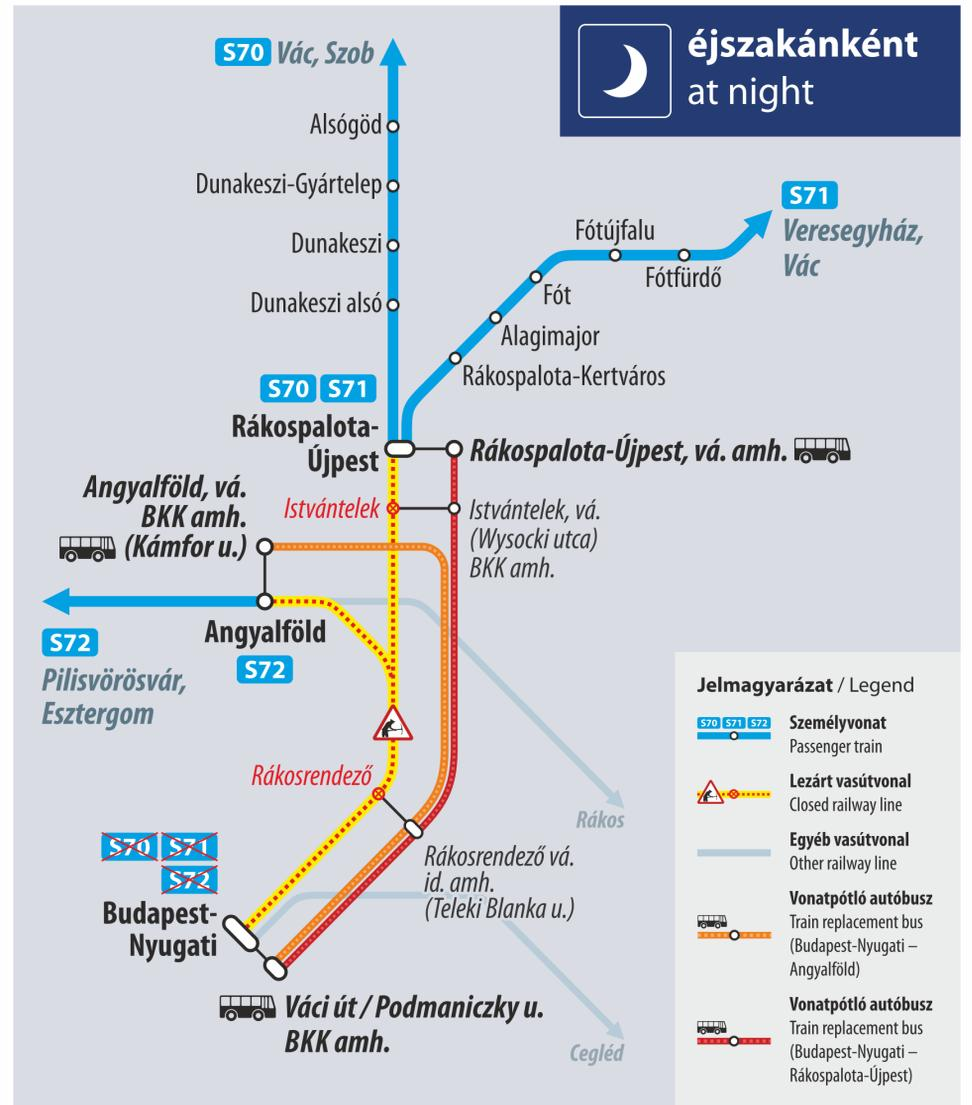 éjszakánként
at night
S70 Vác, Szob
Alsógöd
Dunakeszi-Gyártelep
Dunakeszi
Dunakeszi alsó
S71
Veresegyház,
Vác
Fótújfalu
Fótfürdő
Fót
Alagimajor
Rákospalota-Kertváros
S70 S71
Rákospalota-
Újpest
Rákospalota-Újpest, vá. amh.
Angyalföld, vá.
BKK amh.
(Kámfor u.)
Istvántelek
Istvántelek, vá.
(Wysocki utca)
BKK amh.
Angyalföld
S72
S72
Pilisvörösvár,
Esztergom
Rákosrendező
Rákos
Rákosrendező vá.
id. amh.
(Teleki Blanka u.)
S70 S71
S72
Budapest-
Nyugati
Váci út / Podmaniczky u.
BKK amh.
Cegléd
Jelmagyarázat / Legend
S70 S71 S72
Személyvonat
Passenger train
Lezárt vasútvonal
Closed railway line
Egyéb vasútvonal
Other railway line
Vonatpótló autóbusz
Train replacement bus
(Budapest-Nyugati –
Angyalföld)
Vonatpótló autóbusz
Train replacement bus
(Budapest-Nyugati –
Rákospalota-Újpest)